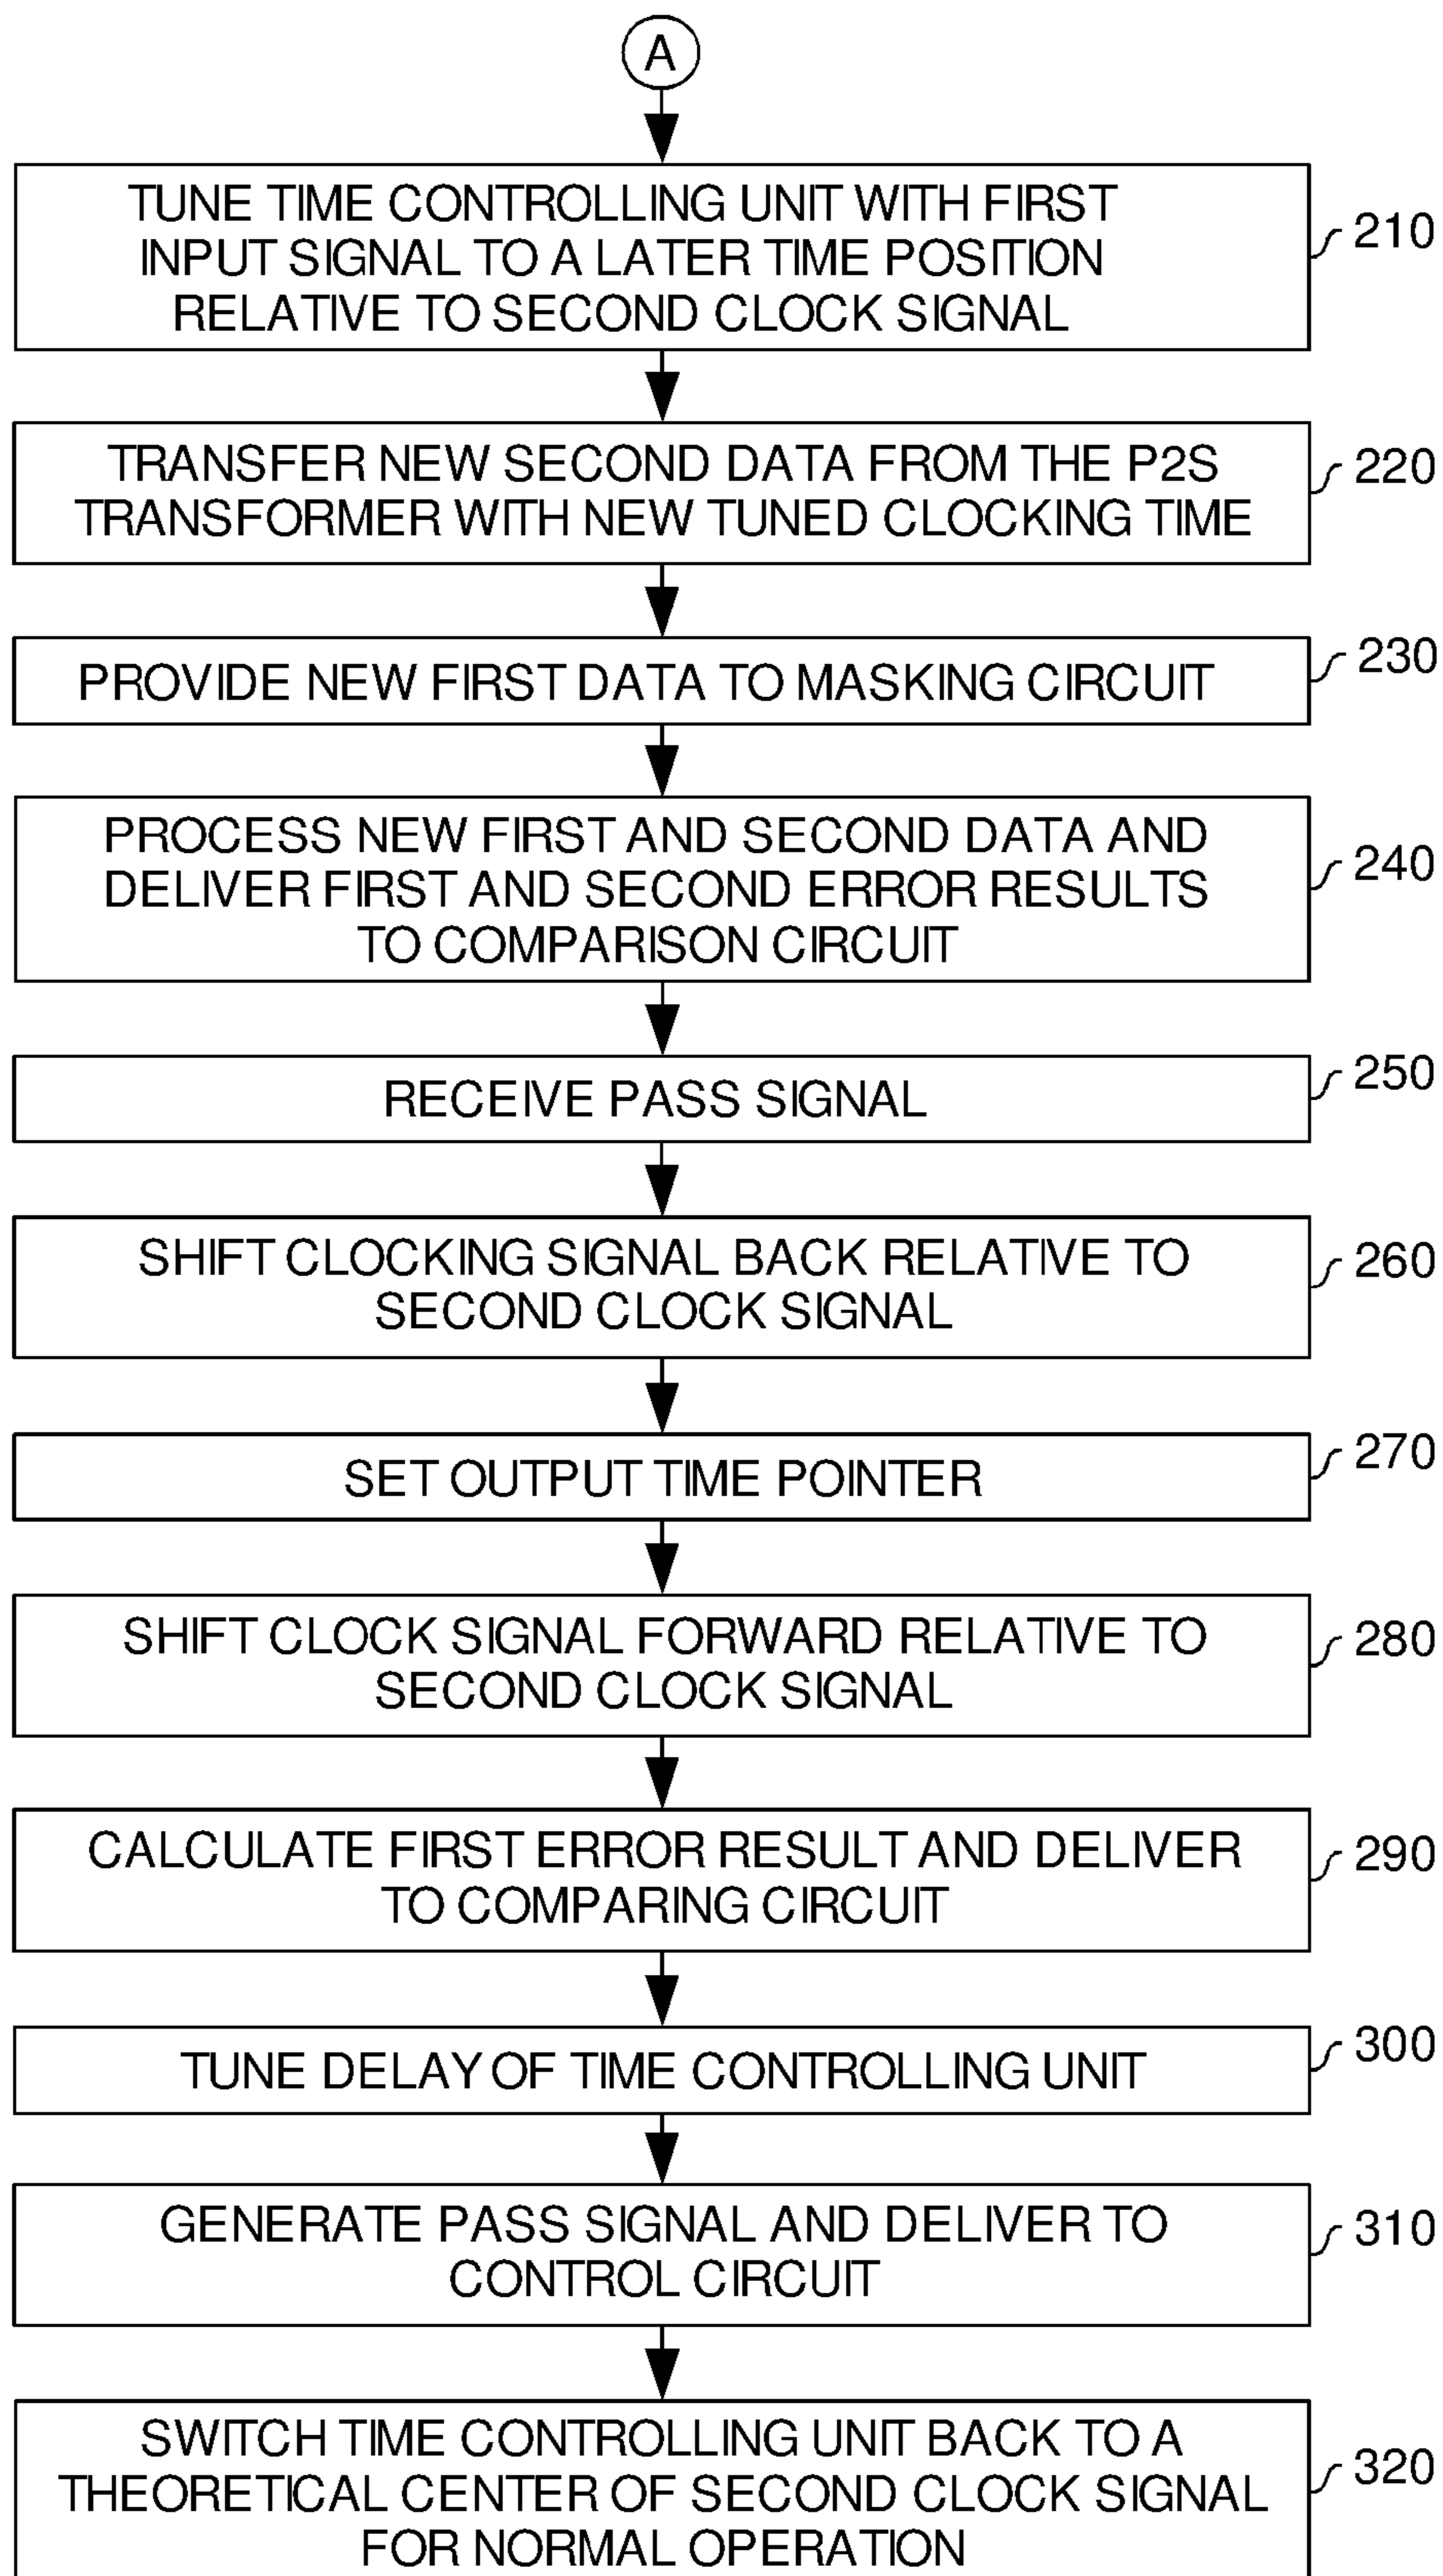 A
TUNE TIME CONTROLLING UNIT WITH FIRST
INPUT SIGNAL TO A LATER TIME POSITION
RELATIVE TO SECOND CLOCK SIGNAL
210
TRANSFER NEW SECOND DATA FROM THE P2S
TRANSFORMER WITH NEW TUNED CLOCKING TIME
220
PROVIDE NEW FIRST DATA TO MASKING CIRCUIT
230
PROCESS NEW FIRST AND SECOND DATA AND
DELIVER FIRST AND SECOND ERROR RESULTS
TO COMPARISON CIRCUIT
240
RECEIVE PASS SIGNAL
250
SHIFT CLOCKING SIGNAL BACK RELATIVE TO
SECOND CLOCK SIGNAL
260
SET OUTPUT TIME POINTER
270
SHIFT CLOCK SIGNAL FORWARD RELATIVE TO
SECOND CLOCK SIGNAL
280
CALCULATE FIRST ERROR RESULT AND DELIVER
TO COMPARING CIRCUIT
290
TUNE DELAY OF TIME CONTROLLING UNIT
300
GENERATE PASS SIGNAL AND DELIVER TO
CONTROL CIRCUIT
310
SWITCH TIME CONTROLLING UNIT BACK TO A
THEORETICAL CENTER OF SECOND CLOCK SIGNAL
FOR NORMAL OPERATION
320